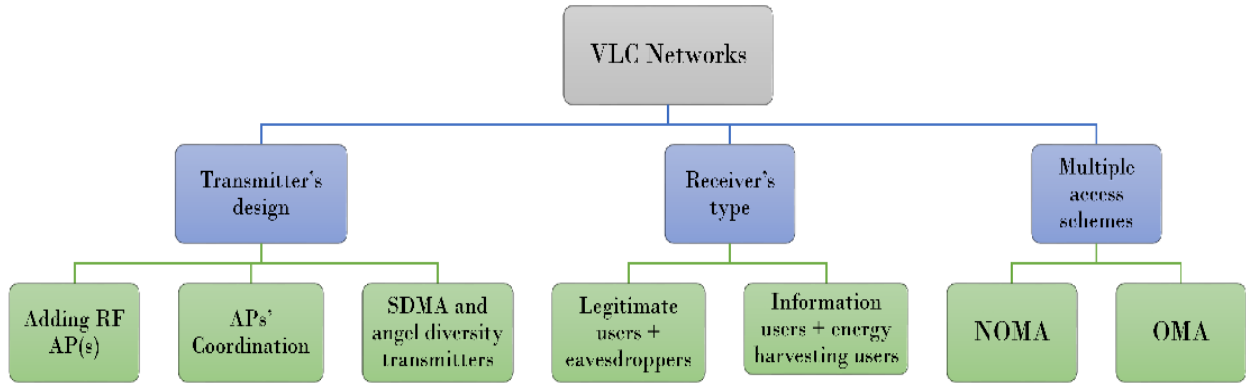 VLC Networks
Transmitter's
design
Receiver's
type
Multiple
access
schemes
Adding RF
AP(s)
APs'
Coordination
SDMA and
angel diversity
transmitters
Legitimate
users +
eavesdroppers
Information
users + energy
harvesting users
NOMA
OMA